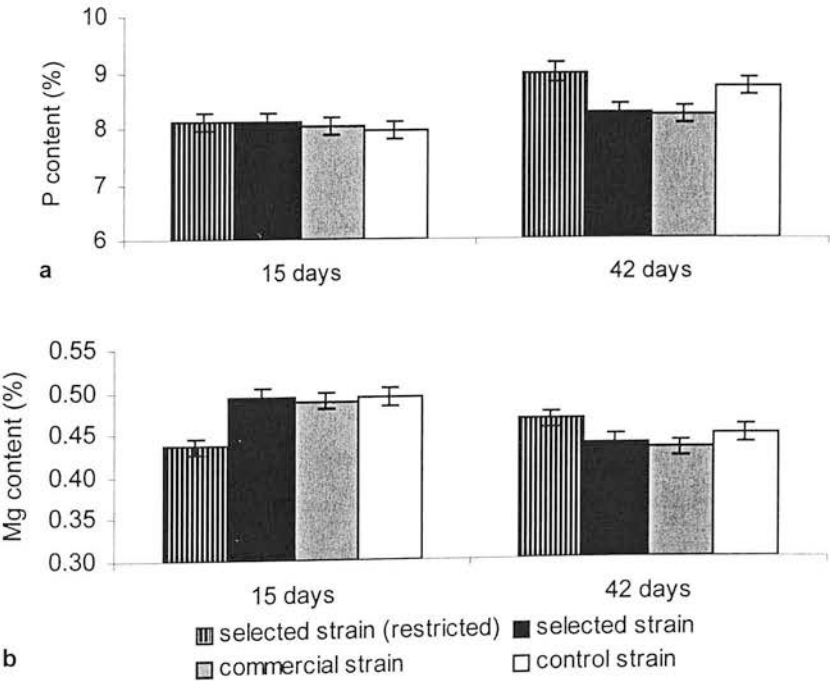 10
9
8
7
6
P content (%)
15 days
42 days
a
0.55
0.50
0.45
0.40
0.35
0.30
Mg content (%)
15 days
42 days
selected strain (restricted) selected strain
commercial strain control strain
b